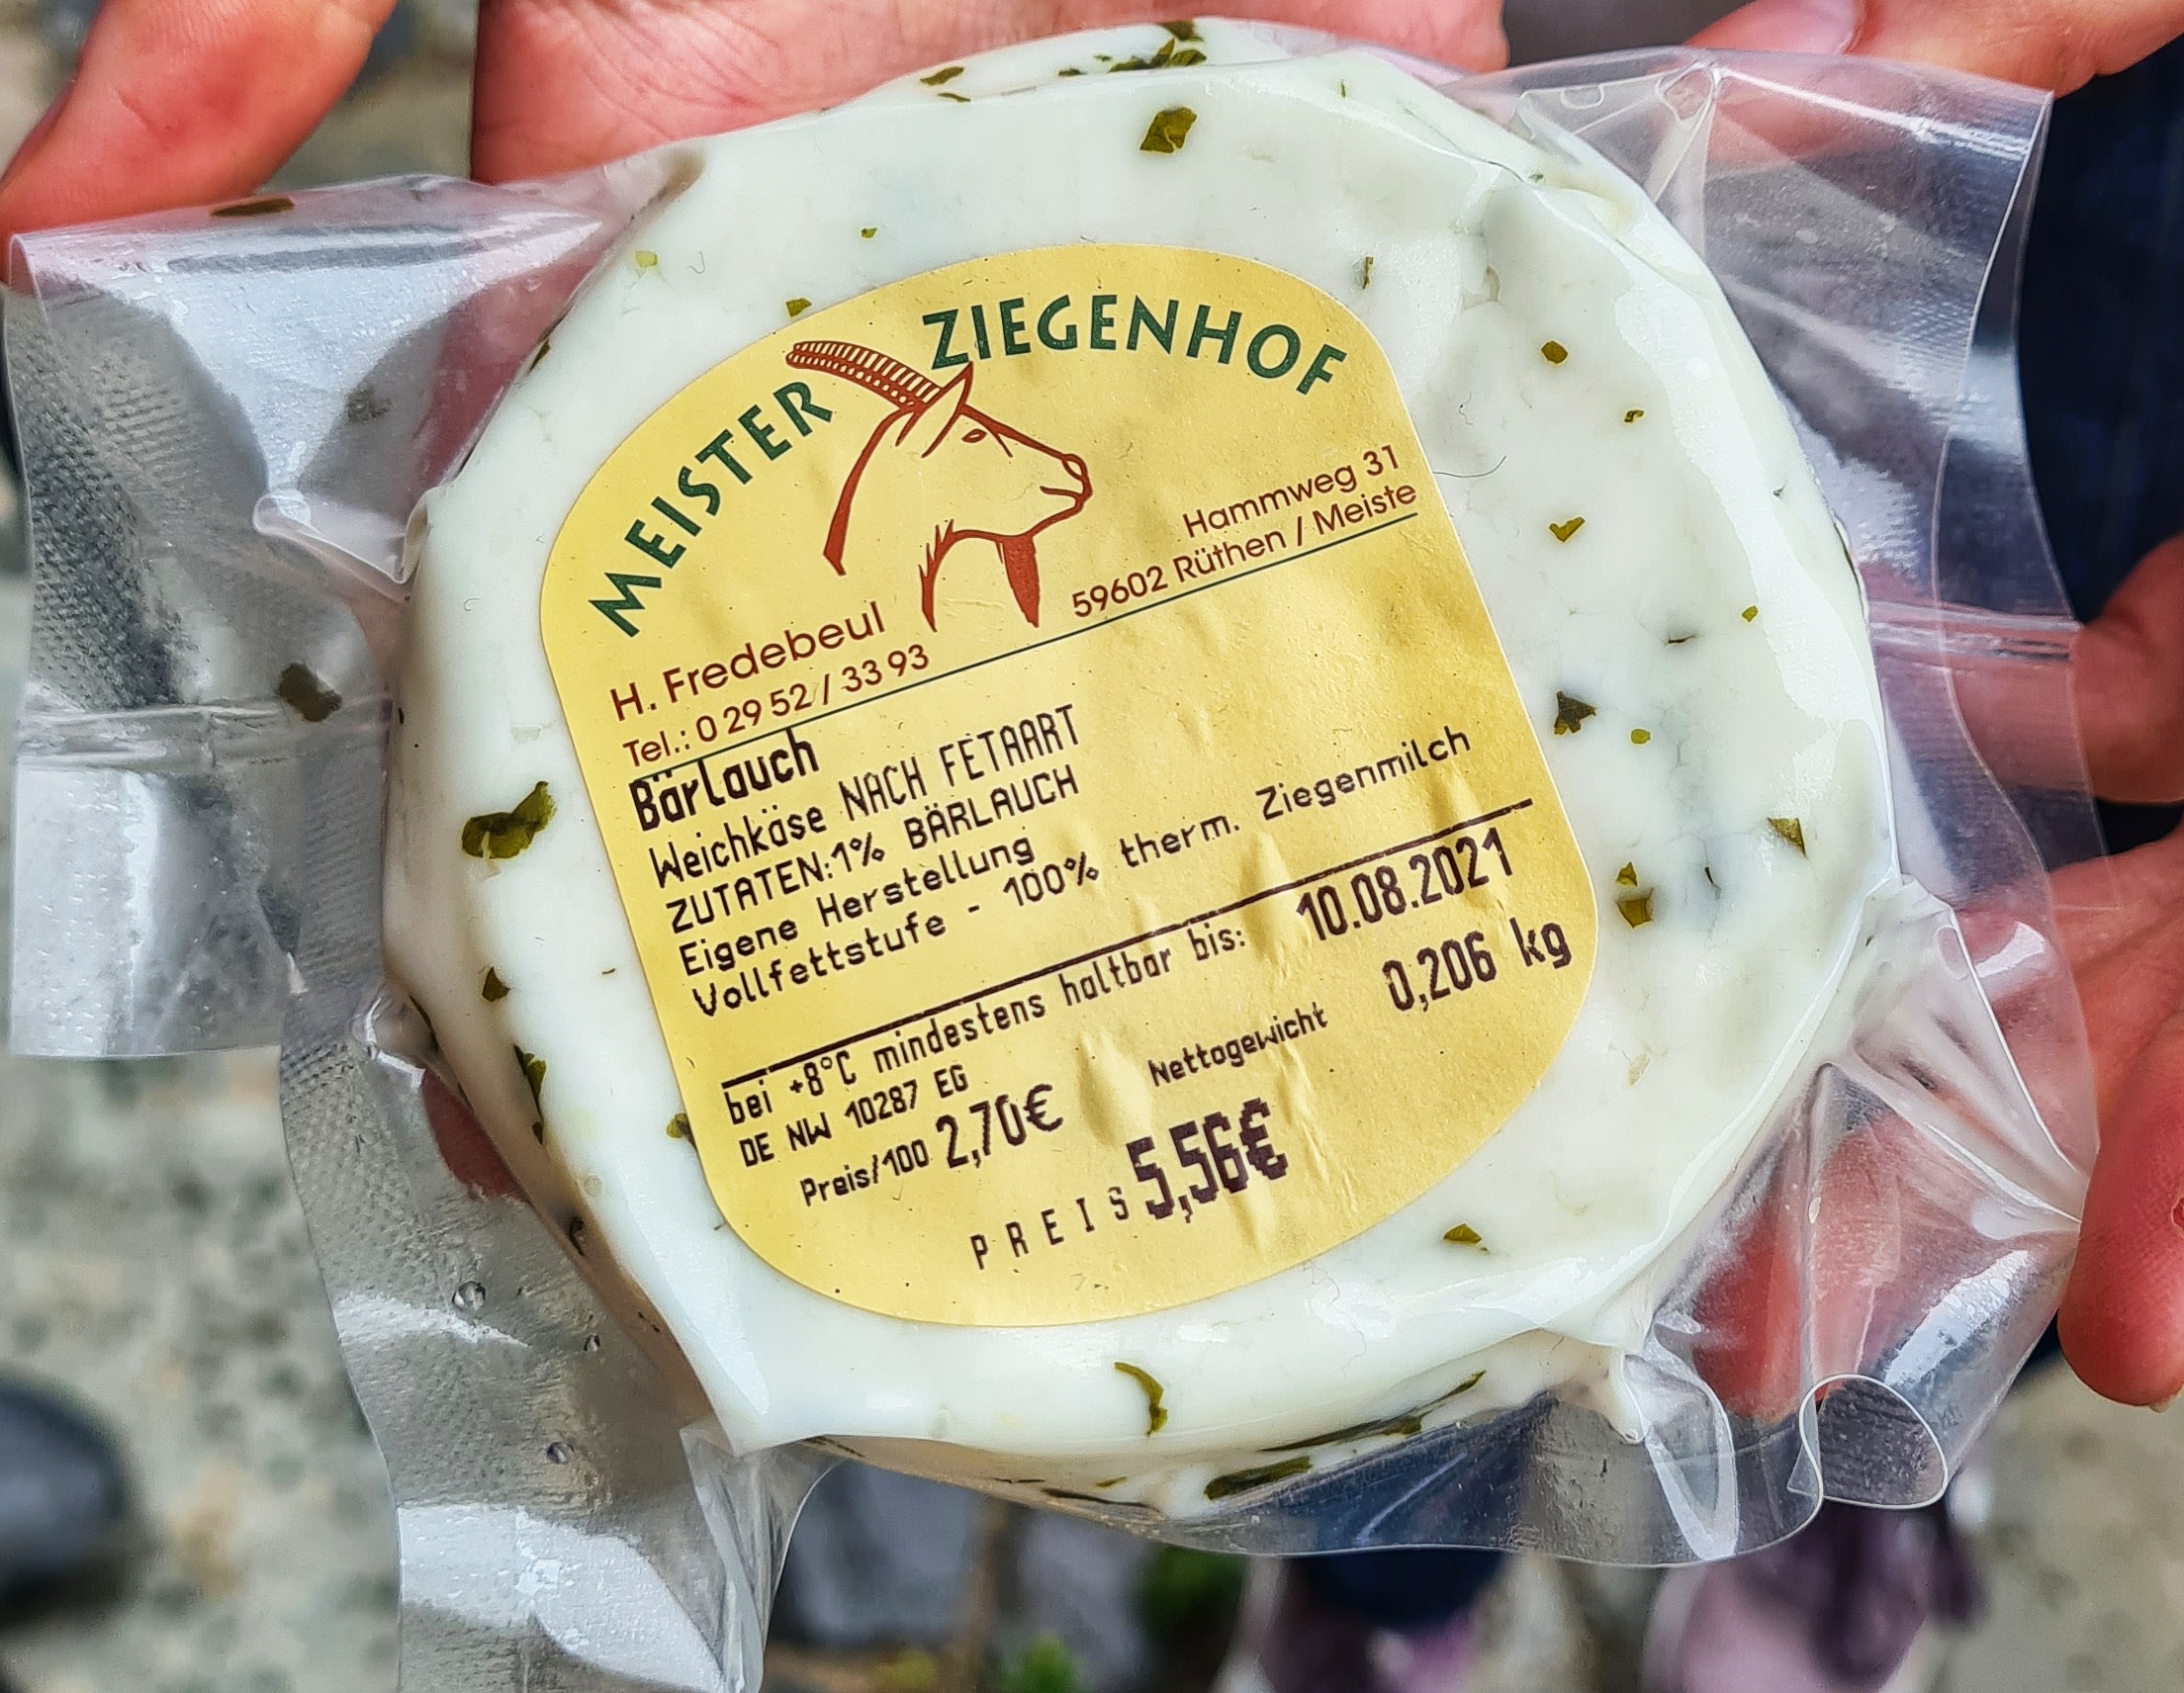 MEISTER ZIEGENHOF
Hammweg 31
59602 Rüthen / Meiste
H. Fredebeul
Tel.: 0 29 52 / 33 93
Bärlauch
Weichkäse NACH FETAART
ZUTATEN:1% BÄRLAUCH
Eigene Herstellung
Vollfettstufe - 100% therm. Ziegenmilch
bei +8°C mindestens haltbar bis: 10.08.2021
DE NW 10287 EG
Nettogewicht 0,206 kg
Preis/100 2,70€
PREIS 5,56€